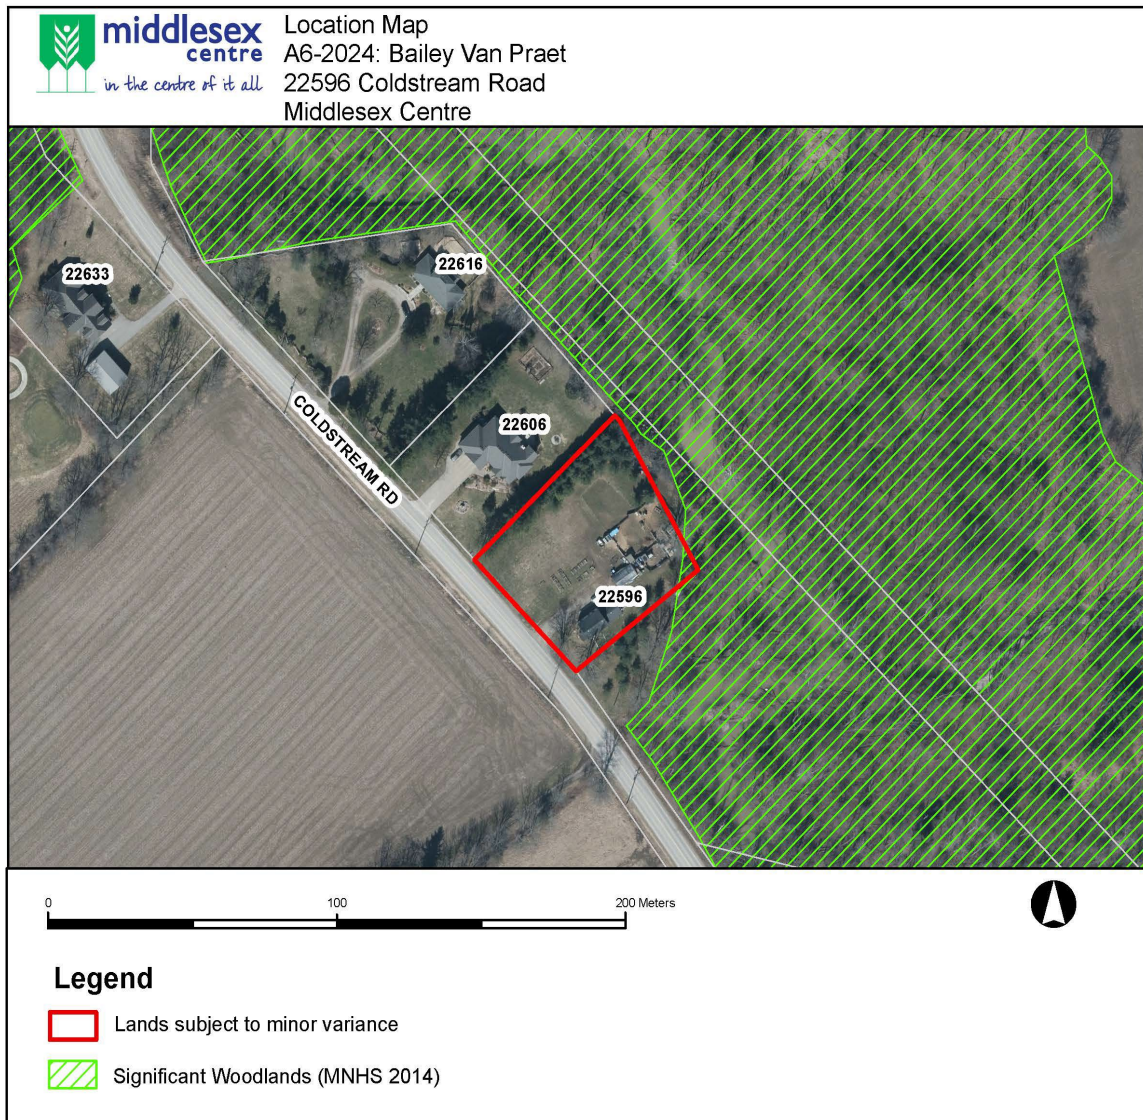 middlesex
centre
in the centre of it all
Location Map
A6-2024: Bailey Van Praet
22596 Coldstream Road
Middlesex Centre
22633
22616
22606
COLDSTREAM RD
22596
0 100 200 Meters
Legend
Lands subject to minor variance
Significant Woodlands (MNHS 2014)